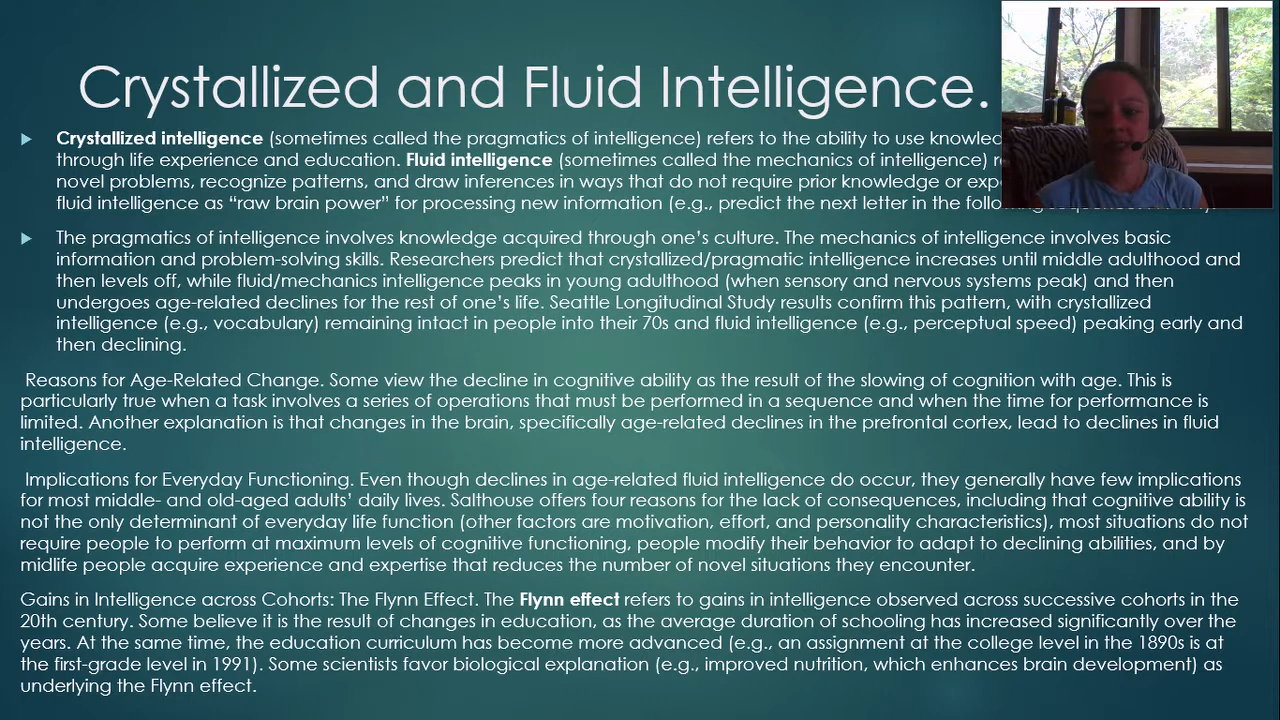 Crystallized and Fluid Intelligence.
Crystallized intelligence (sometimes called the pragmatics of intelligence) refers to the ability to use
through life experience and education. Fluid intelligence (sometimes called the mechanics of intelligence)
novel problems, recognize patterns, and draw inferences in ways that do not require prior knowledge or
fluid intelligence as “raw brain power” for processing new information (e.g., predict the next letter in the
The pragmatics of intelligence involves knowledge acquired through one’s culture. The mechanics of intelligence involves basic
information and problem-solving skills. Researchers predict that crystallized/pragmatic intelligence increases until middle adulthood and
then levels off, while fluid/mechanics intelligence peaks in young adulthood (when sensory and nervous systems peak) and then
undergoes age-related declines for the rest of one’s life. Seattle Longitudinal Study results confirm this pattern, with crystallized
intelligence (e.g., vocabulary) remaining intact in people into their 70s and fluid intelligence (e.g., perceptual speed) peaking early and
then declining.
Reasons for Age-Related Change. Some view the decline in cognitive ability as the result of the slowing of cognition with age. This is
particularly true when a task involves a series of operations that must be performed in a sequence and when the time for performance is
limited. Another explanation is that changes in the brain, specifically age-related declines in the prefrontal cortex, lead to declines in fluid
intelligence.
Implications for Everyday Functioning. Even though declines in age-related fluid intelligence do occur, they generally have few implications
for most middle- and old-aged adults’ daily lives. Salthouse offers four reasons for the lack of consequences, including that cognitive ability is
not the only determinant of everyday life function (other factors are motivation, effort, and personality characteristics), most situations do not
require people to perform at maximum levels of cognitive functioning, people modify their behavior to adapt to declining abilities, and by
midlife people acquire experience and expertise that reduces the number of novel situations they encounter.
Gains in Intelligence across Cohorts: The Flynn Effect. The Flynn effect refers to gains in intelligence observed across successive cohorts in the
20th century. Some believe it is the result of changes in education, as the average duration of schooling has increased significantly over the
years. At the same time, the education curriculum has become more advanced (e.g., an assignment at the college level in the 1890s is at
the first-grade level in 1991). Some scientists favor biological explanation (e.g., improved nutrition, which enhances brain development) as
underlying the Flynn effect.